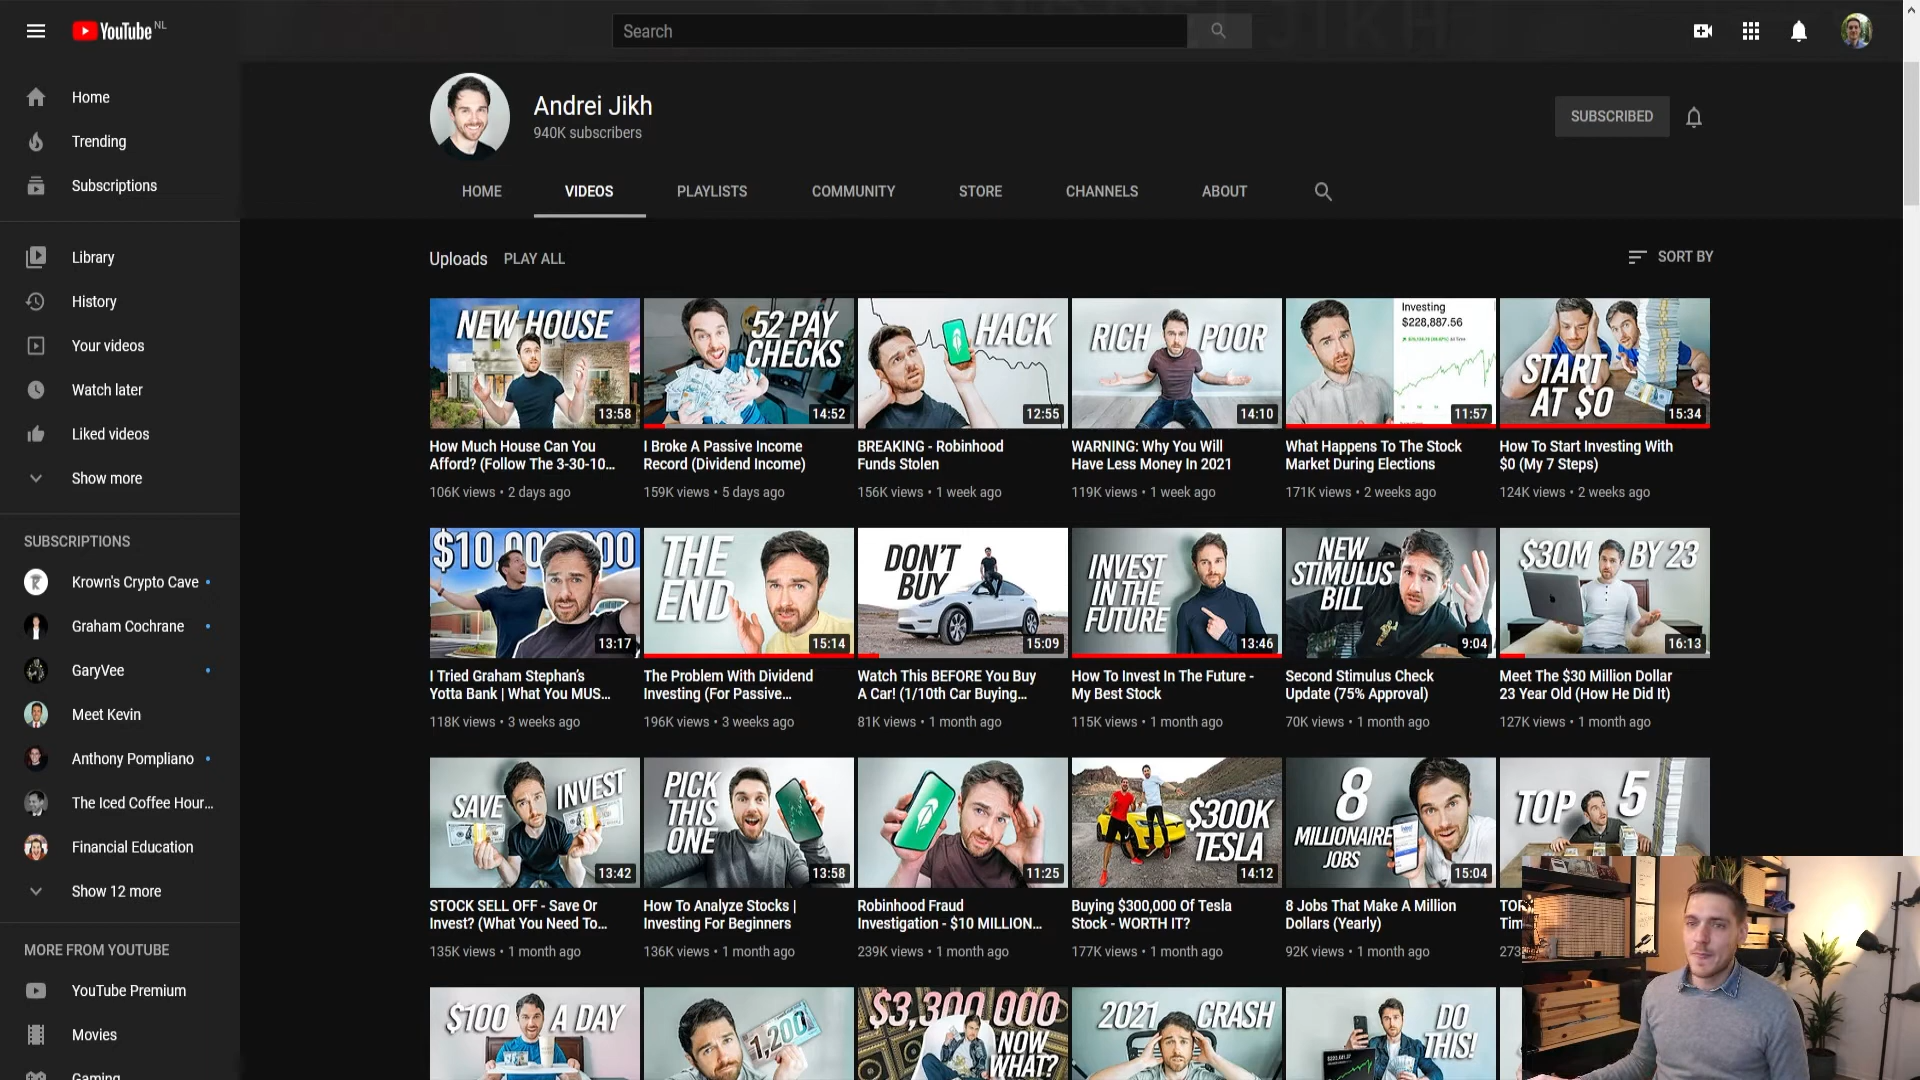 YouTube NL
Search
Home
Trending
Subscriptions
Library
History
Your videos
Watch later
Liked videos
Show more
SUBSCRIPTIONS
Krown's Crypto Cave
Graham Cochrane
GaryVee
Meet Kevin
Anthony Pompliano
The Iced Coffee Hour...
Financial Education
Show 12 more
MORE FROM YOUTUBE
YouTube Premium
Movies
Gaming
Andrei Jikh
940K subscribers
SUBSCRIBED
HOME VIDEOS PLAYLISTS COMMUNITY STORE CHANNELS ABOUT
Uploads PLAY ALL
SORT BY
NEW HOUSE
13:58
How Much House Can You
Afford? (Follow The 3-30-10...
106K views • 2 days ago
52 PAY
CHECKS
14:52
I Broke A Passive Income
Record (Dividend Income)
159K views • 5 days ago
HACK
12:55
BREAKING - Robinhood
Funds Stolen
156K views • 1 week ago
RICH POOR
14:10
WARNING: Why You Will
Have Less Money In 2021
119K views • 1 week ago
Investing
$228,887.56
11:57
What Happens To The Stock
Market During Elections
171K views • 2 weeks ago
START
AT $0
15:34
How To Start Investing With
$0 (My 7 Steps)
124K views • 2 weeks ago
$10,000,000
13:17
I Tried Graham Stephan's
Yotta Bank | What You MUS...
118K views • 3 weeks ago
THE
END
15:14
The Problem With Dividend
Investing (For Passive...
196K views • 3 weeks ago
DON'T
BUY
15:09
Watch This BEFORE You Buy
A Car! (1/10th Car Buying...
81K views • 1 month ago
INVEST
IN THE
FUTURE
13:46
How To Invest In The Future -
My Best Stock
115K views • 1 month ago
NEW
STIMULUS
BILL
9:04
Second Stimulus Check
Update (75% Approval)
70K views • 1 month ago
$30M BY 23
16:13
Meet The $30 Million Dollar
23 Year Old (How He Did It)
127K views • 1 month ago
SAVE INVEST
13:42
STOCK SELL OFF - Save Or
Invest? (What You Need To...
135K views • 1 month ago
PICK
THIS
ONE
13:58
How To Analyze Stocks |
Investing For Beginners
136K views • 1 month ago
11:25
Robinhood Fraud
Investigation - $10 MILLION...
239K views • 1 month ago
$300K
TESLA
14:12
Buying $300,000 Of Tesla
Stock - WORTH IT?
177K views • 1 month ago
8
MILLIONAIRE
JOBS
15:04
8 Jobs That Make A Million
Dollars (Yearly)
92K views • 1 month ago
TOP 5
$100 A DAY
1,200
$3,300,000
NOW
WHAT?
2021 CRASH
DO
THIS!